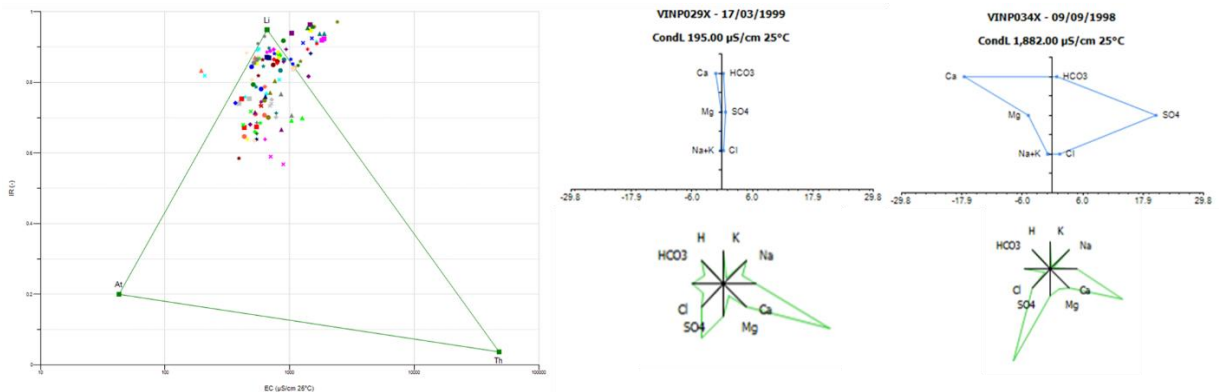 1
0.8
0.6
0.4
0.2
0
IR (-)
Li
At
Th
10
100
1000
10000
100000
EC (µS/cm 25°C)
VINP029X - 17/03/1999
CondL 195.00 µS/cm 25°C
Ca
HCO3
Mg
SO4
Na+K
Cl
-29.8
-17.9
-6.0
6.0
17.9
29.8
H
K
HCO3
Na
Cl
Ca
SO4
Mg
VINP034X - 09/09/1998
CondL 1,882.00 µS/cm 25°C
Ca
HCO3
Mg
SO4
Na+K
Cl
-29.8
-17.9
-6.0
6.0
17.9
29.8
H
K
HCO3
Na
Cl
Ca
SO4
Mg